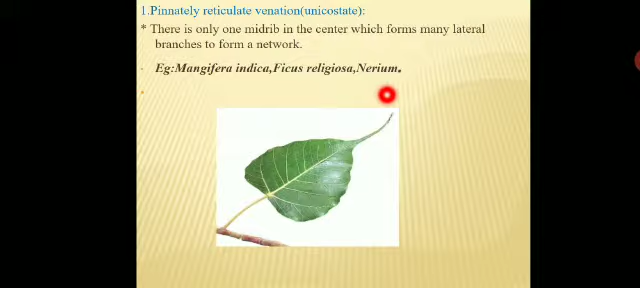 1.Pinnately reticulate venation(unicostate):
* There is only one midrib in the center which forms many lateral
branches to form a network.
Eg:Mangifera indica,Ficus religiosa,Nerium.